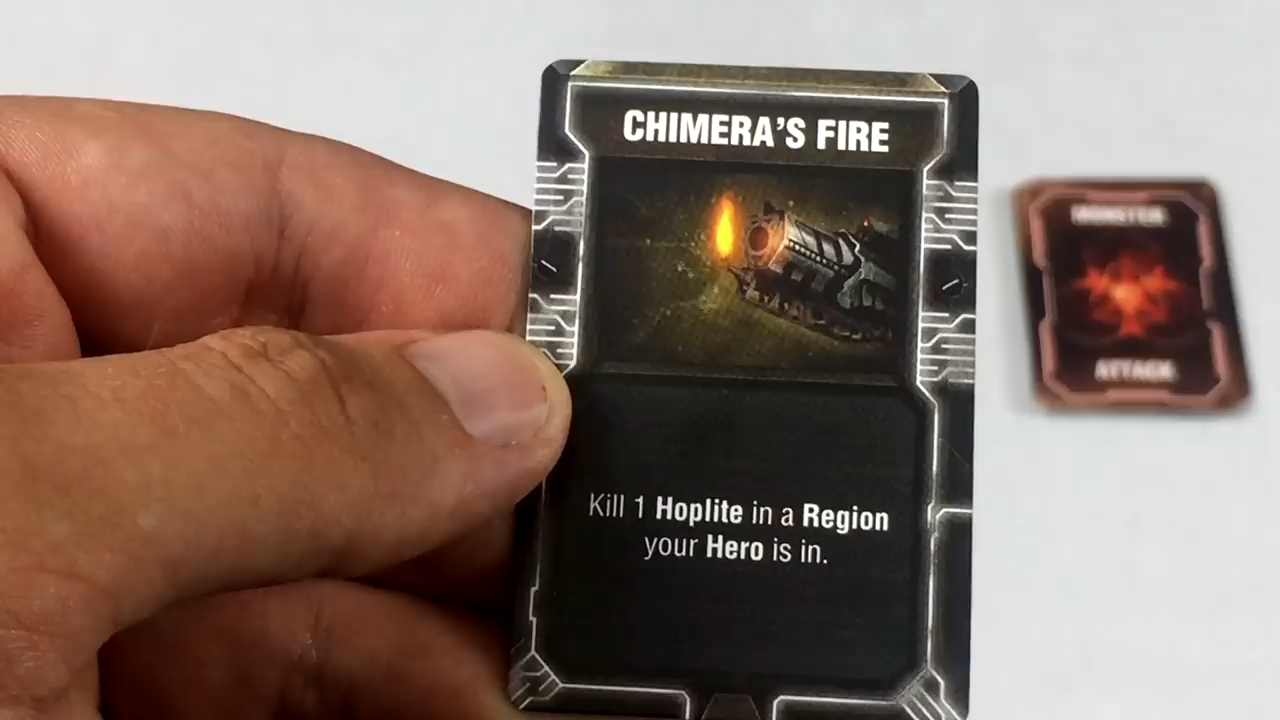 CHIMERA'S FIRE
Kill 1 Hoplite in a Region
your Hero is in.
MONSTER
ATTACK